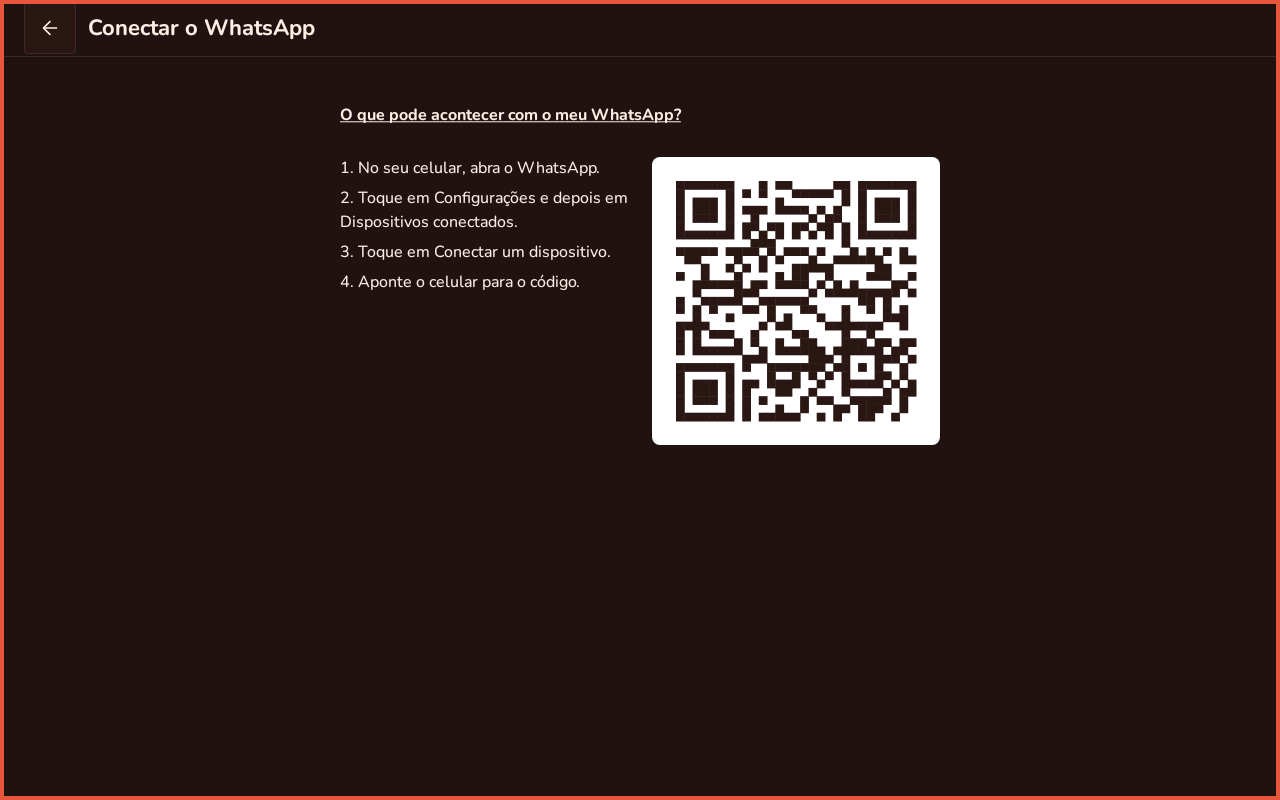 Conectar o WhatsApp
O que pode acontecer com o meu WhatsApp?
1. No seu celular, abra o WhatsApp.
2. Toque em Configurações e depois em
Dispositivos conectados.
3. Toque em Conectar um dispositivo.
4. Aponte o celular para o código.